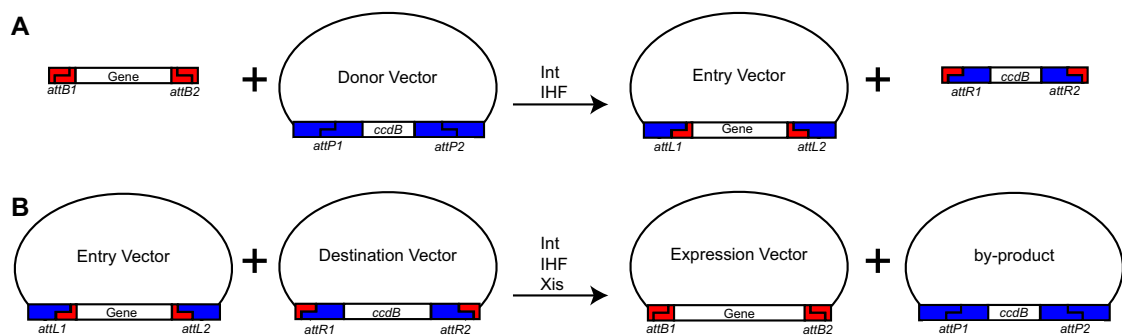 A
Gene
attB1
attB2
+
Donor Vector
ccdB
attP1
attP2
Int
IHF
Entry Vector
Gene
attL1
attL2
+
ccdB
attR1
attR2
B
Entry Vector
Gene
attL1
attL2
+
Destination Vector
ccdB
attR1
attR2
Int
IHF
Xis
Expression Vector
Gene
attB1
attB2
+
by-product
ccdB
attP1
attP2